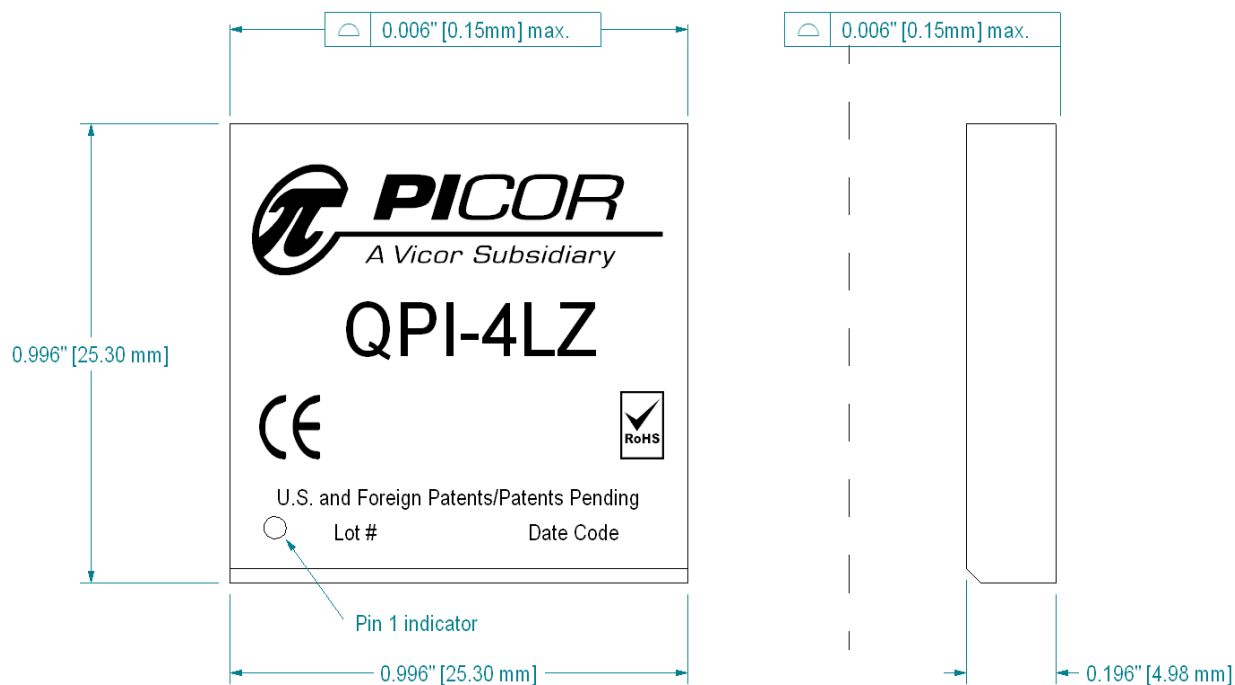 0.006" [0.15mm] max.
0.006" [0.15mm] max.
π PICOR
A Vicor Subsidiary
QPI-4LZ
0.996" [25.30 mm]
CE
RoHS
U.S. and Foreign Patents/Patents Pending
Lot # Date Code
Pin 1 indicator
0.996" [25.30 mm]
0.196" [4.98 mm]